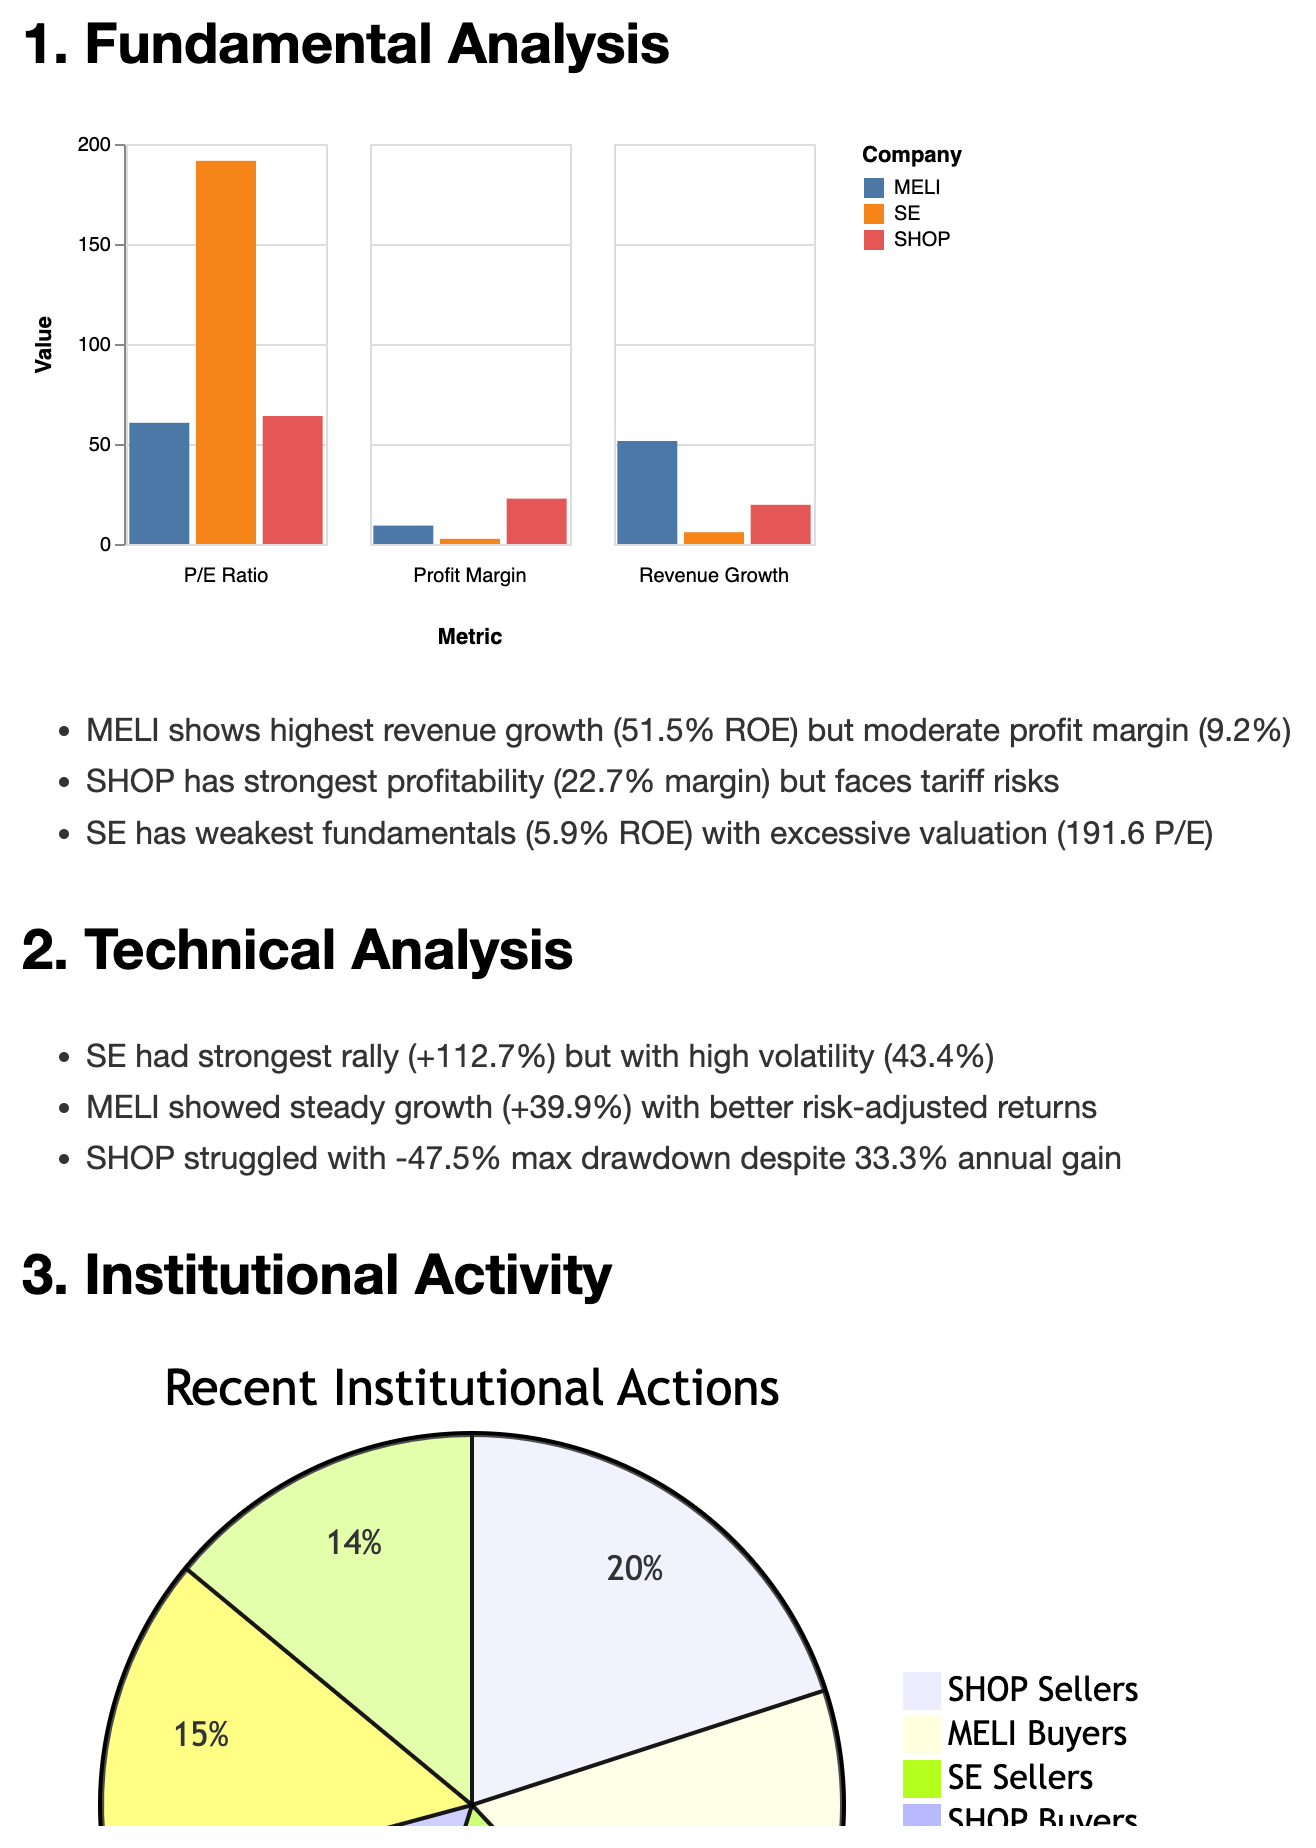 1. Fundamental Analysis
200
150
100
50
0
Value
P/E Ratio
Profit Margin
Revenue Growth
Metric
Company
MELI
SE
SHOP
• MELI shows highest revenue growth (51.5% ROE) but moderate profit margin (9.2%)
• SHOP has strongest profitability (22.7% margin) but faces tariff risks
• SE has weakest fundamentals (5.9% ROE) with excessive valuation (191.6 P/E)
2. Technical Analysis
• SE had strongest rally (+112.7%) but with high volatility (43.4%)
• MELI showed steady growth (+39.9%) with better risk-adjusted returns
• SHOP struggled with -47.5% max drawdown despite 33.3% annual gain
3. Institutional Activity
Recent Institutional Actions
14%
20%
15%
SHOP Sellers
MELI Buyers
SE Sellers
SHOP Buyers